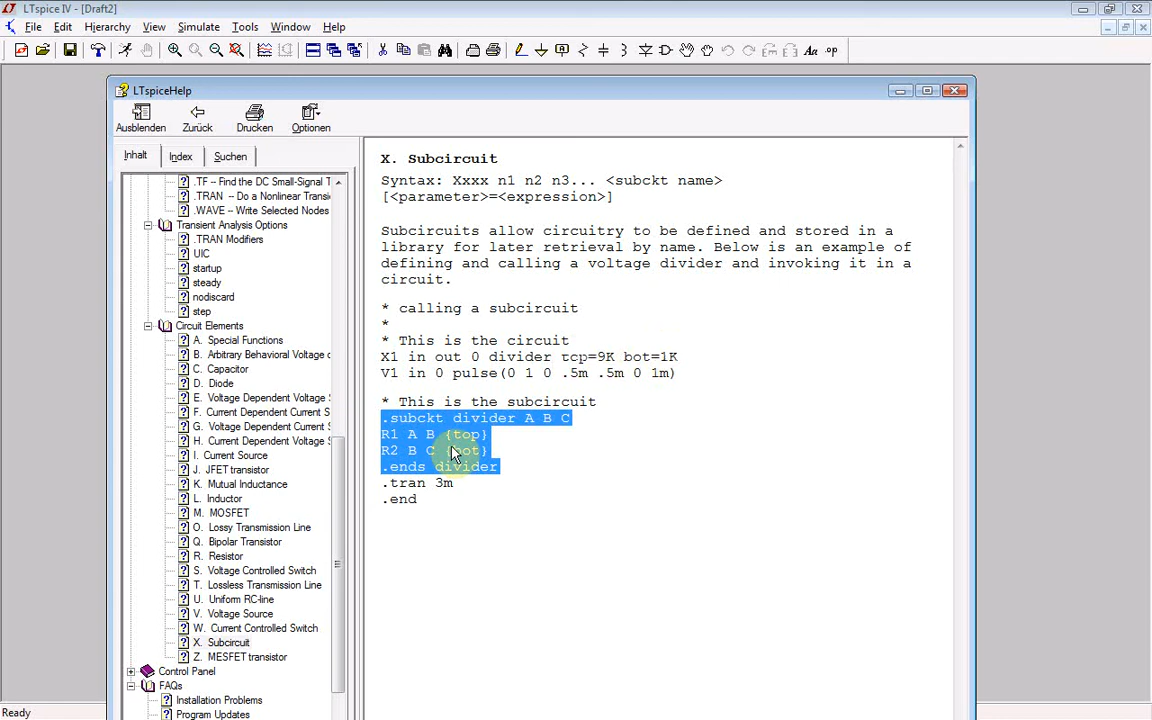 LTspice IV - [Draft2]
File Edit Hierarchy View Simulate Tools Window Help
Aa .op
LTspiceHelp
Ausblenden Zurück Drucken Optionen
Inhalt Index Suchen
.TF -- Find the DC Small-Signal T
.TRAN -- Do a Nonlinear Transie
.WAVE -- Write Selected Nodes
Transient Analysis Options
.TRAN Modifiers
UIC
startup
steady
nodiscard
step
Circuit Elements
A. Special Functions
B. Arbitrary Behavioral Voltage o
C. Capacitor
D. Diode
E. Voltage Dependent Voltage
F. Current Dependent Current S
G. Voltage Dependent Current
H. Current Dependent Voltage
I. Current Source
J. JFET transistor
K. Mutual Inductance
L. Inductor
M. MOSFET
O. Lossy Transmission Line
Q. Bipolar Transistor
R. Resistor
S. Voltage Controlled Switch
T. Lossless Transmission Line
U. Uniform RC-line
V. Voltage Source
W. Current Controlled Switch
X. Subcircuit
Z. MESFET transistor
Control Panel
FAQs
Installation Problems
Program Updates
X. Subcircuit
Syntax: Xxxx n1 n2 n3... <subckt name>
[<parameter>=<expression>]
Subcircuits allow circuitry to be defined and stored in a
library for later retrieval by name. Below is an example of
defining and calling a voltage divider and invoking it in a
circuit.
* calling a subcircuit
*
* This is the circuit
X1 in out 0 divider top=9K bot=1K
V1 in 0 pulse(0 1 0 .5m .5m 0 1m)
* This is the subcircuit
.subckt divider A B C
R1 A B {top}
R2 B C {bot}
.ends divider
.tran 3m
.end
Ready